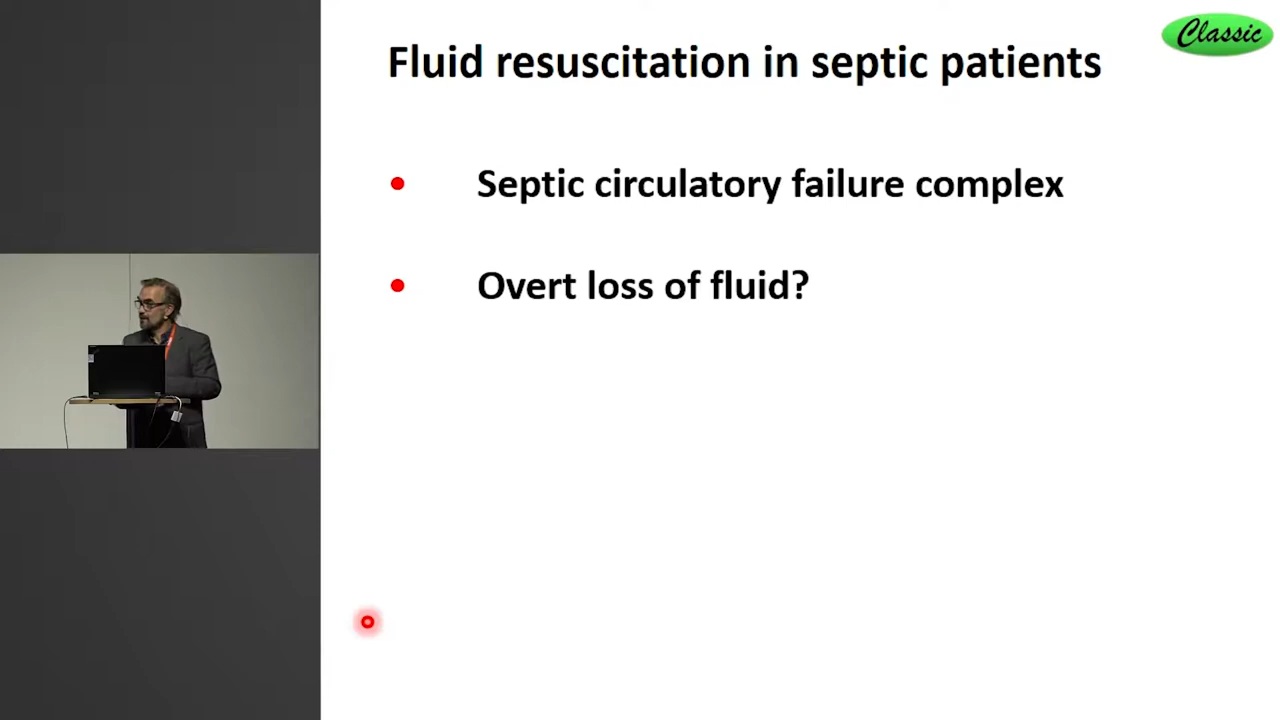 Classic
Fluid resuscitation in septic patients
Septic circulatory failure complex
Overt loss of fluid?